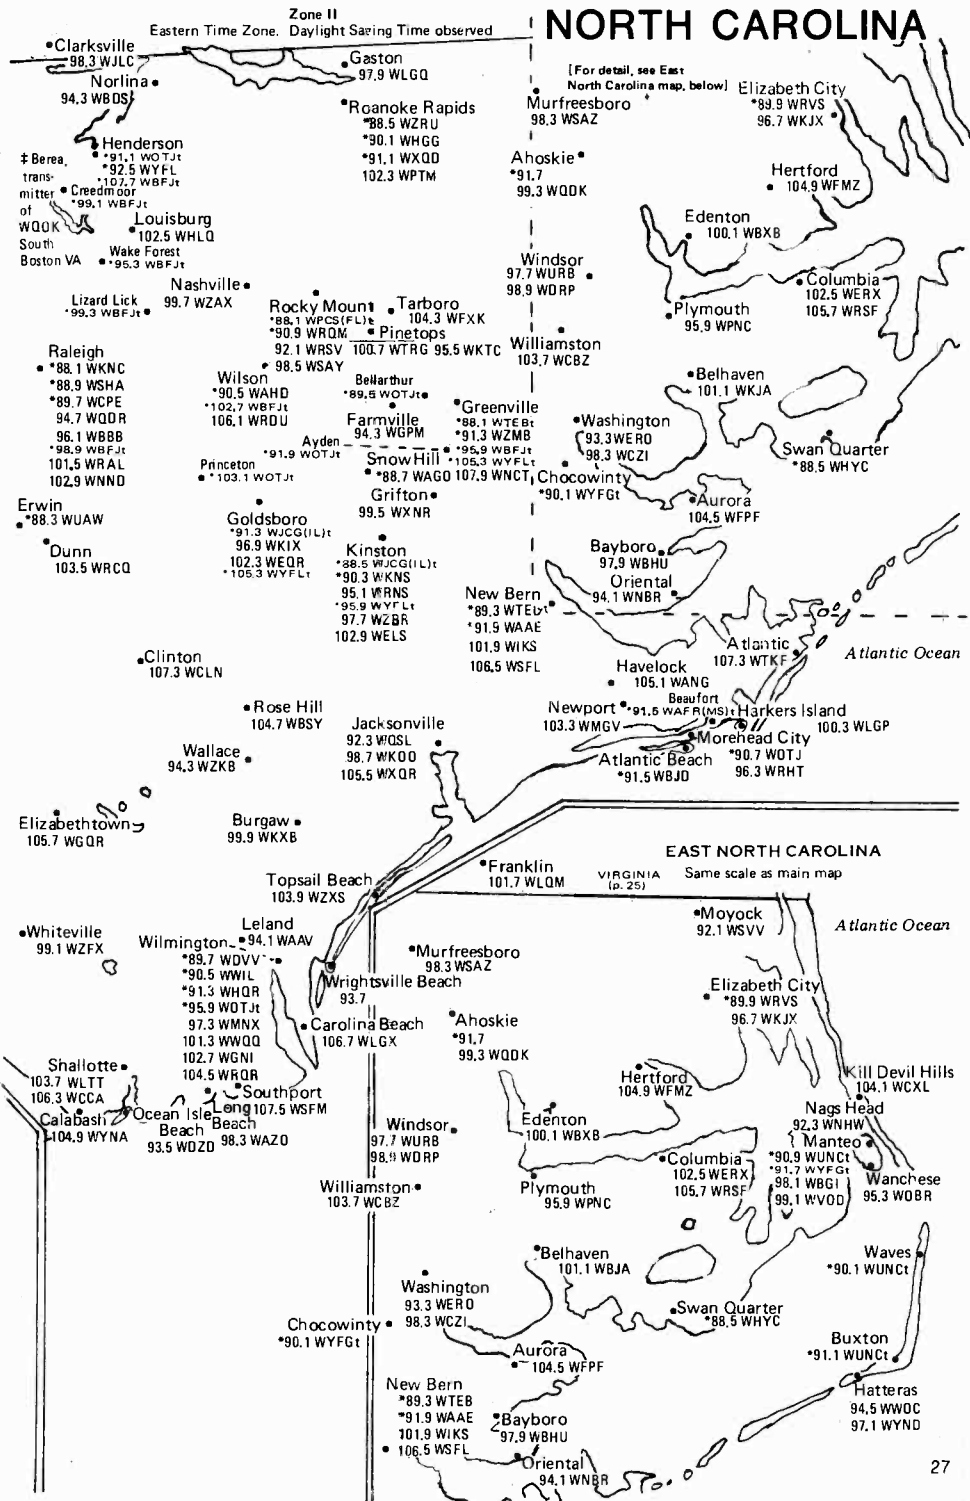 Zone II
Eastern Time Zone. Daylight Saving Time observed
NORTH CAROLINA
[For detail, see East
North Carolina map, below]
Clarksville
98.3 WJLC
Norlina
94.3 WBDS
Gaston
97.9 WLGQ
Roanoke Rapids
*88.5 WZRU
*90.1 WHGG
*91.1 WXQD
102.3 WPTM
Murfreesboro
98.3 WSAZ
Elizabeth City
*89.9 WRVS
96.7 WKJX
Henderson
*91.1 WOTJt
*92.5 WYFL
*107.7 WBFJt
‡ Berea,
trans-
mitter
of
WQOK
South
Boston VA
Creedmoor
*99.1 WBFJt
Louisburg
102.5 WHLQ
Wake Forest
*95.3 WBFJt
Ahoskie
*91.7
99.3 WQDK
Hertford
104.9 WFMZ
Edenton
100.1 WBXB
Windsor
97.7 WURB
98.9 WDRP
Nashville
99.7 WZAX
Lizard Lick
*99.3 WBFJt
Rocky Mount
*88.1 WPCS(FL)t
*90.9 WRQM
92.1 WRSV
98.5 WSAY
Tarboro
104.3 WFXK
Pinetops
100.7 WTRG 95.5 WKTC
Columbia
102.5 WERX
105.7 WRSF
Plymouth
95.9 WPNC
Williamston
103.7 WCBZ
Raleigh
*88.1 WKNC
*88.9 WSHA
*89.7 WCPE
94.7 WQDR
96.1 WBBB
*98.9 WBFJt
101.5 WRAL
102.9 WNND
Wilson
*90.5 WAHD
*102.7 WBFJt
106.1 WRDU
Bellarthur
*89.5 WOTJt
Farmville
94.3 WGPM
Greenville
*88.1 WTEBt
*91.3 WZMB
*95.9 WBFJt
*105.3 WYFLt
107.9 WNCT
Belhaven
101.1 WKJA
Washington
93.3 WERO
98.3 WCZI
Swan Quarter
*88.5 WHYC
Ayden
*91.9 WOTJt
Snow Hill
*88.7 WAGO
Princeton
*103.1 WOTJt
Chocowinty
*90.1 WYFGt
Grifton
99.5 WXNR
Aurora
104.5 WFPF
Erwin
*88.3 WUAW
Dunn
103.5 WRCQ
Goldsboro
*91.3 WJCG(IL)t
96.9 WKIX
102.3 WEQR
*105.3 WYFLt
Kinston
*88.5 WJCG(IL)t
*90.3 WKNS
95.1 WRNS
*95.9 WYFLt
97.7 WZBR
102.9 WELS
Bayboro
97.9 WBHU
Oriental
94.1 WNBR
New Bern
*89.3 WTEBt
*91.9 WAAE
101.9 WIKS
106.5 WSFL
Clinton
107.3 WCLN
Atlantic
107.3 WTKF
Atlantic Ocean
Havelock
105.1 WANG
Beaufort
*91.5 WAFR(MS)t
Newport
103.3 WMGV
Harkers Island
100.3 WLGP
Morehead City
*90.7 WOTJ
96.3 WRHT
Atlantic Beach
*91.5 WBJD
Rose Hill
104.7 WBSY
Jacksonville
92.3 WQSL
98.7 WKOO
105.5 WXQR
Wallace
94.3 WZKB
Elizabethtown
105.7 WGQR
Burgaw
99.9 WKXB
Topsail Beach
103.9 WZXS
Whiteville
99.1 WZFX
Leland
94.1 WAAV
Wilmington
*89.7 WDVV
*90.5 WWIL
*91.3 WHQR
*95.9 WOTJt
97.3 WMNX
101.3 WWQQ
102.7 WGNI
104.5 WRQR
Wrightsville Beach
93.7
Carolina Beach
106.7 WLGX
Shallotte
103.7 WLTT
106.3 WCCA
Calabash
104.9 WYNA
Ocean Isle
Beach
93.5 WDZD
Long
Beach
98.3 WAZO
Southport
107.5 WSFM
EAST NORTH CAROLINA
Same scale as main map
VIRGINIA
(p. 25)
Franklin
101.7 WLQM
Moyock
92.1 WSVV
Atlantic Ocean
Murfreesboro
98.3 WSAZ
Elizabeth City
*89.9 WRVS
96.7 WKJX
Ahoskie
*91.7
99.3 WQDK
Hertford
104.9 WFMZ
Kill Devil Hills
104.1 WCXL
Nags Head
92.3 WNHW
Manteo
*90.9 WUNCt
*91.7 WYFGt
98.1 WBGI
99.1 WVOD
Wanchese
95.3 WOBR
Edenton
100.1 WBXB
Windsor
97.7 WURB
98.9 WDRP
Columbia
102.5 WERX
105.7 WRSF
Williamston
103.7 WCBZ
Plymouth
95.9 WPNC
Belhaven
101.1 WBJA
Waves
*90.1 WUNCt
Washington
93.3 WERO
98.3 WCZI
Swan Quarter
*88.5 WHYC
Chocowinty
*90.1 WYFGt
Aurora
104.5 WFPF
Buxton
*91.1 WUNCt
Hatteras
94.5 WWOC
97.1 WYND
New Bern
*89.3 WTEB
*91.9 WAAE
101.9 WIKS
106.5 WSFL
Bayboro
97.9 WBHU
Oriental
94.1 WNBR
27